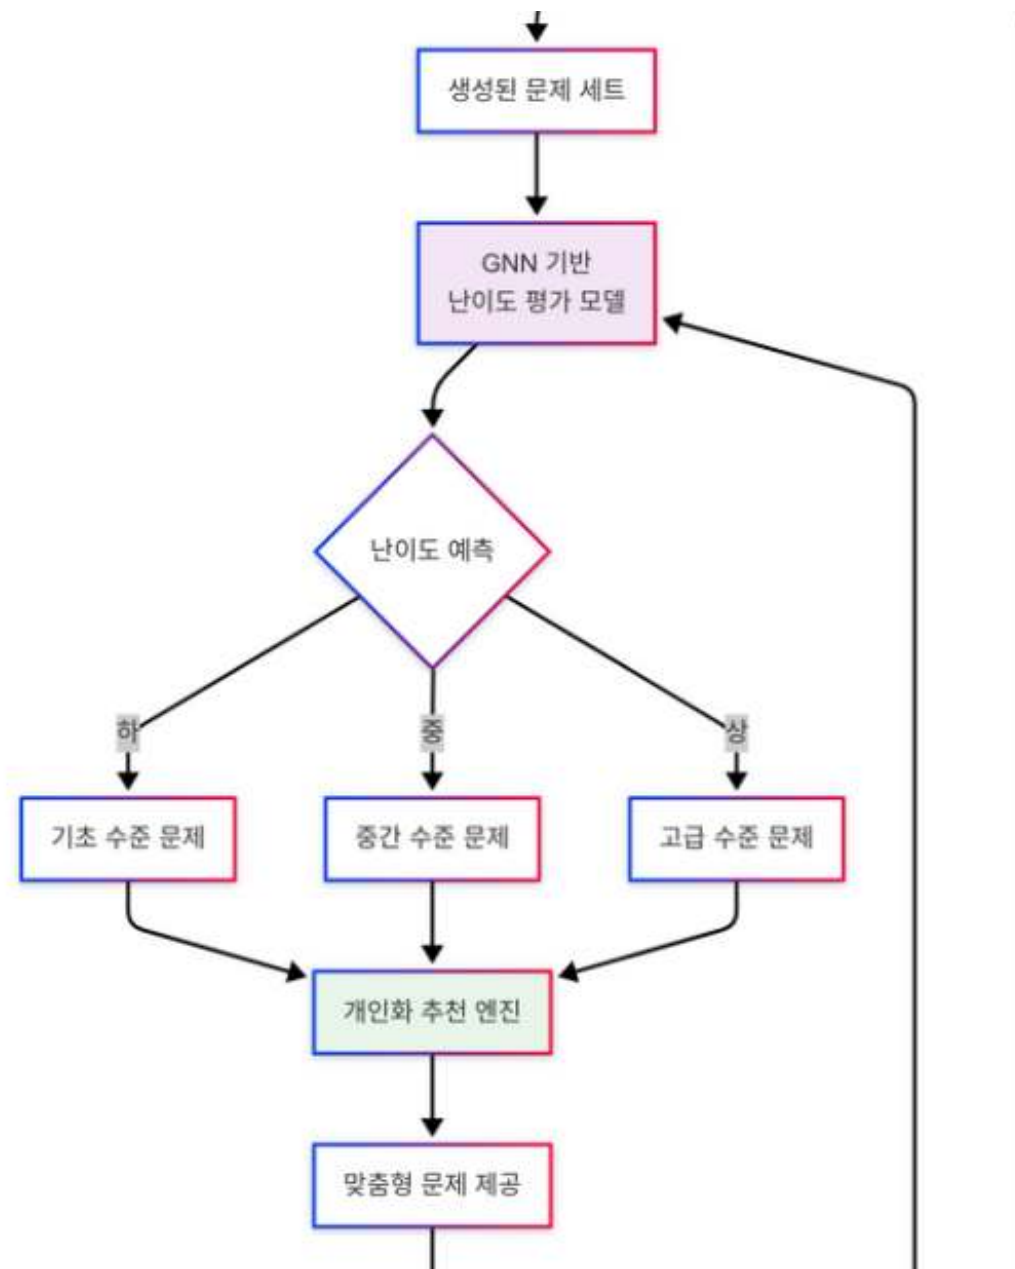 생성된 문제 세트
GNN 기반
난이도 평가 모델
난이도 예측
하
중
상
기초 수준 문제
중간 수준 문제
고급 수준 문제
개인화 추천 엔진
맞춤형 문제 제공